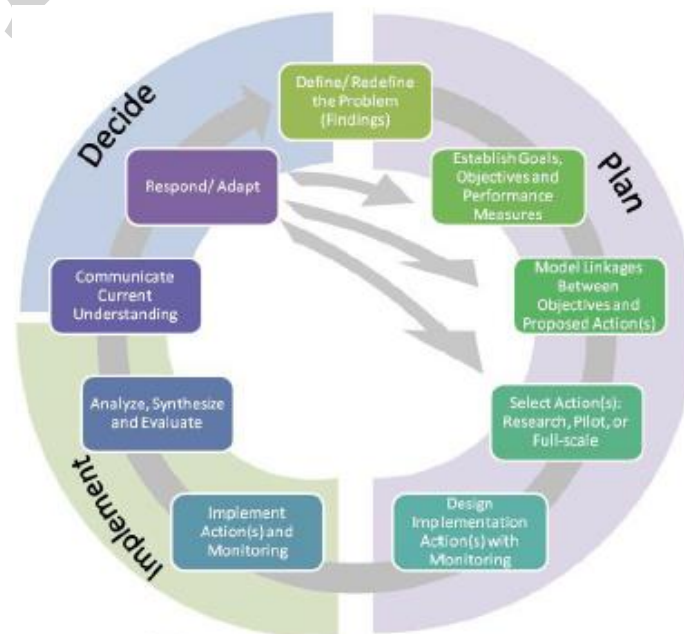 Decide
Plan
Implement
Define/ Redefine
the Problem
(Findings)
Establish Goals,
Objectives and
Performance
Measures
Model Linkages
Between
Objectives and
Proposed Action(s)
Select Action(s):
Research, Pilot, or
Full-scale
Design
Implementation
Action(s) with
Monitoring
Implement
Action(s) and
Monitoring
Analyze, Synthesize
and Evaluate
Communicate
Current
Understanding
Respond/ Adapt